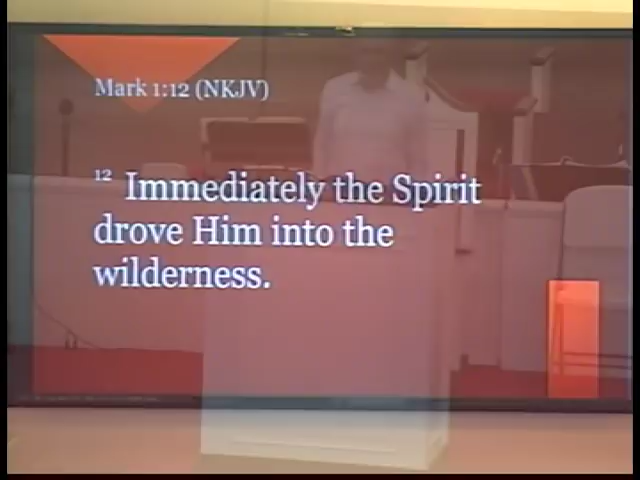 Mark 1:12 (NKJV)
12 Immediately the Spirit
drove Him into the
wilderness.